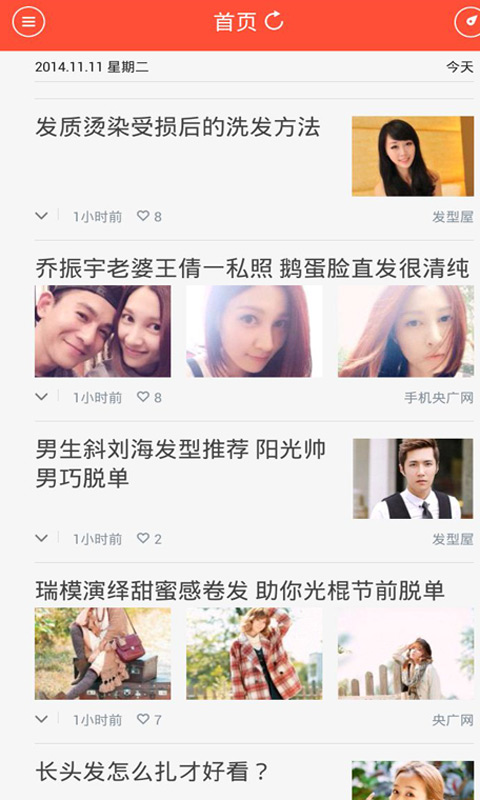 首页
2014.11.11 星期二
今天
发质烫染受损后的洗发方法
1小时前 8 发型屋
乔振宇老婆王倩一私照 鹅蛋脸直发很清纯
1小时前 8 手机央广网
男生斜刘海发型推荐 阳光帅
男巧脱单
1小时前 2 发型屋
瑞模演绎甜蜜感卷发 助你光棍节前脱单
1小时前 7 央广网
长头发怎么扎才好看？